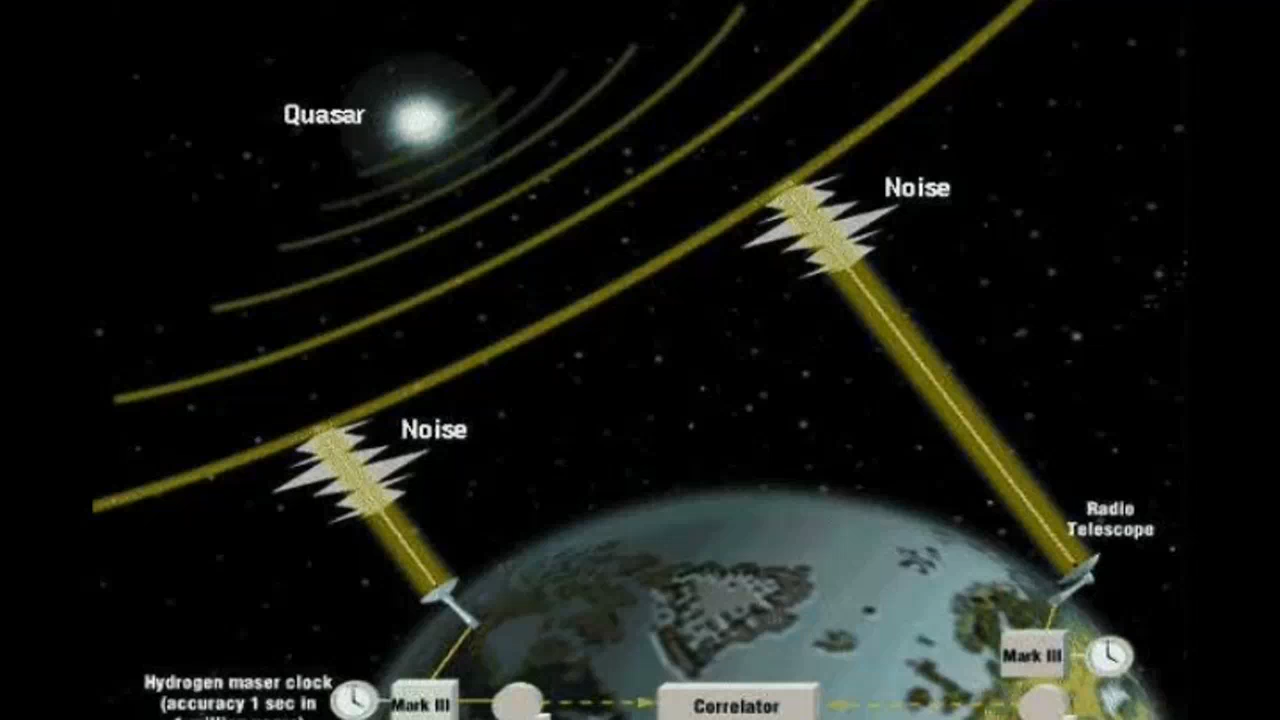 Quasar
Noise
Noise
Radio
Telescope
Mark III
Hydrogen maser clock
(accuracy 1 sec in
Mark III
Correlator